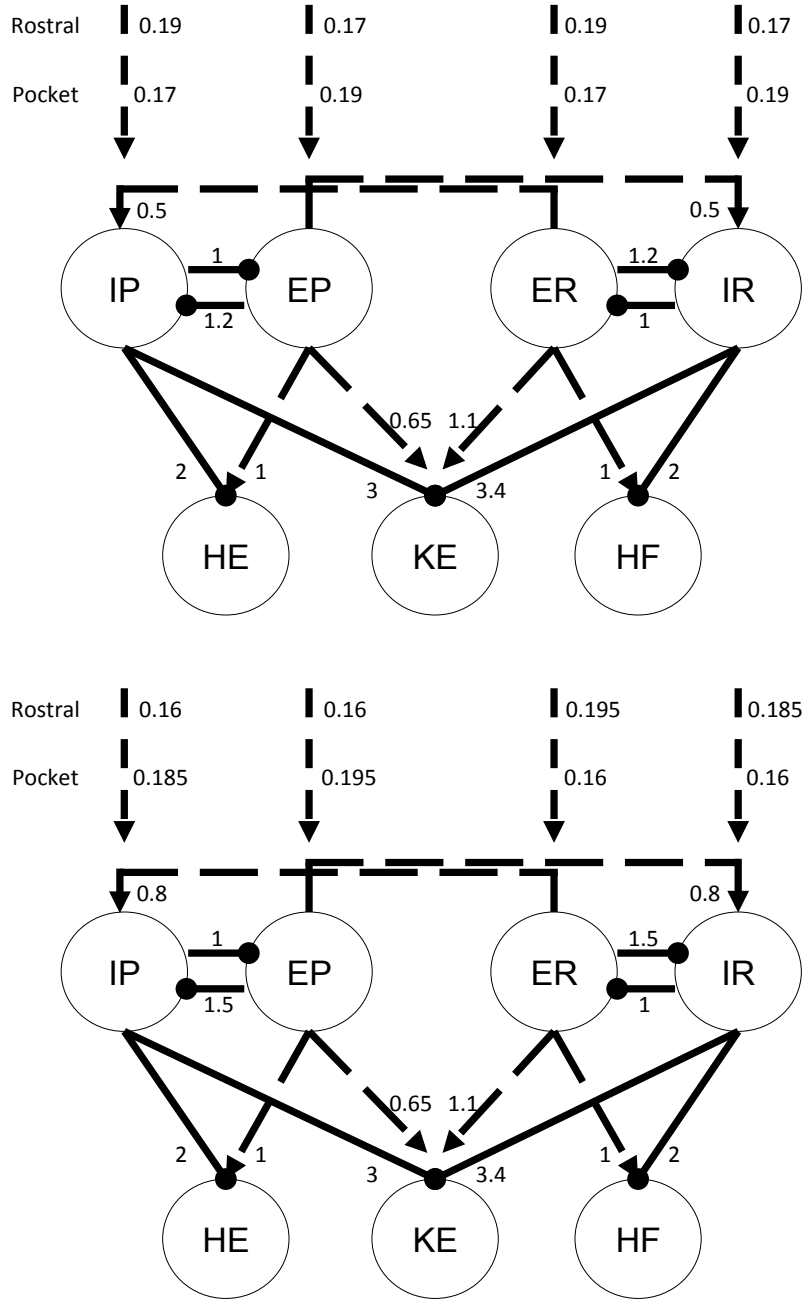 Rostral 0.19 0.17 0.19 0.17
Pocket 0.17 0.19 0.17 0.19
0.5 0.5
1 1.2
IP EP ER IR
1.2 1
0.65 1.1
2 1 3 3.4 1 2
HE KE HF
Rostral 0.16 0.16 0.195 0.185
Pocket 0.185 0.195 0.16 0.16
0.8 0.8
1 1.5
IP EP ER IR
1.5 1
0.65 1.1
2 1 3 3.4 1 2
HE KE HF